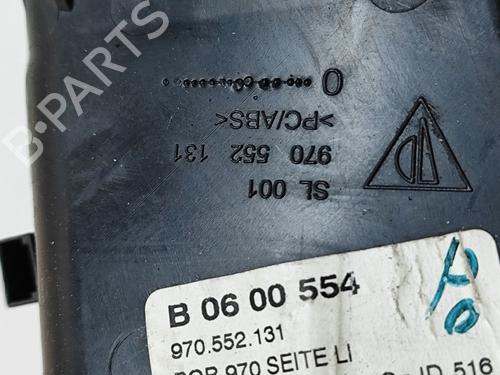 B-PARTS
0
>PC/ABS<
970 552 131
SL 001
B 06 00 554
970.552.131
970 SEITE LI
ID 516